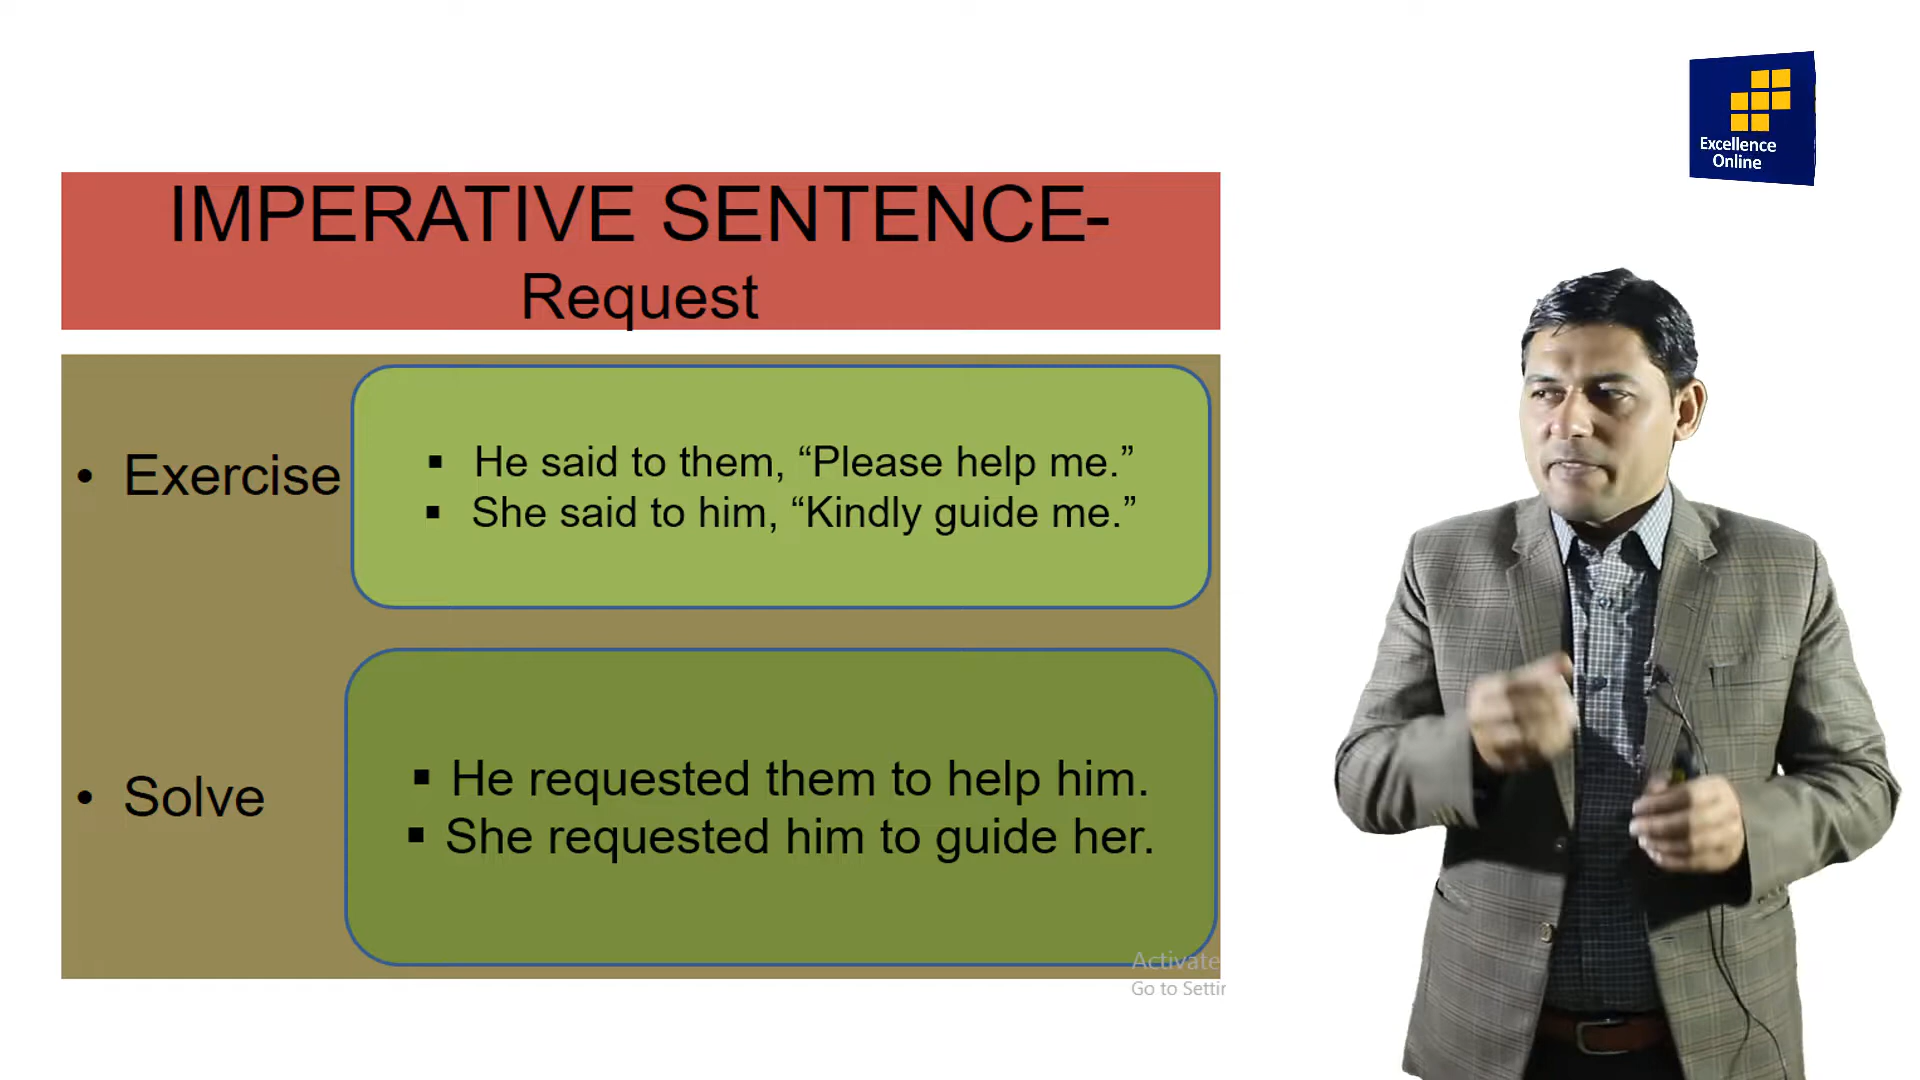 Excellence
Online
IMPERATIVE SENTENCE-
Request
• Exercise
▪ He said to them, “Please help me.”
▪ She said to him, “Kindly guide me.”
• Solve
▪ He requested them to help him.
▪ She requested him to guide her.
Activate
Go to Settin